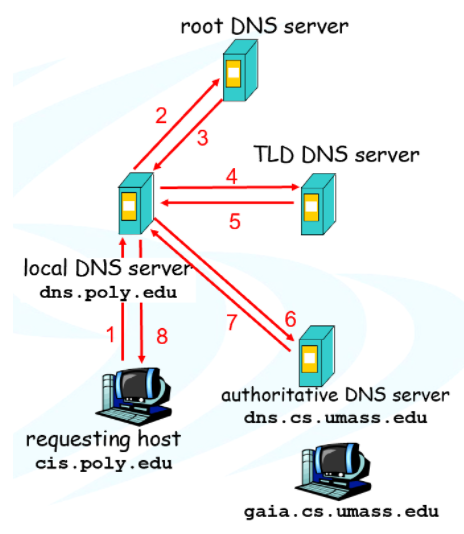 root DNS server
2
3
TLD DNS server
4
5
local DNS server
dns.poly.edu
1
8
7
6
authoritative DNS server
dns.cs.umass.edu
requesting host
cis.poly.edu
gaia.cs.umass.edu